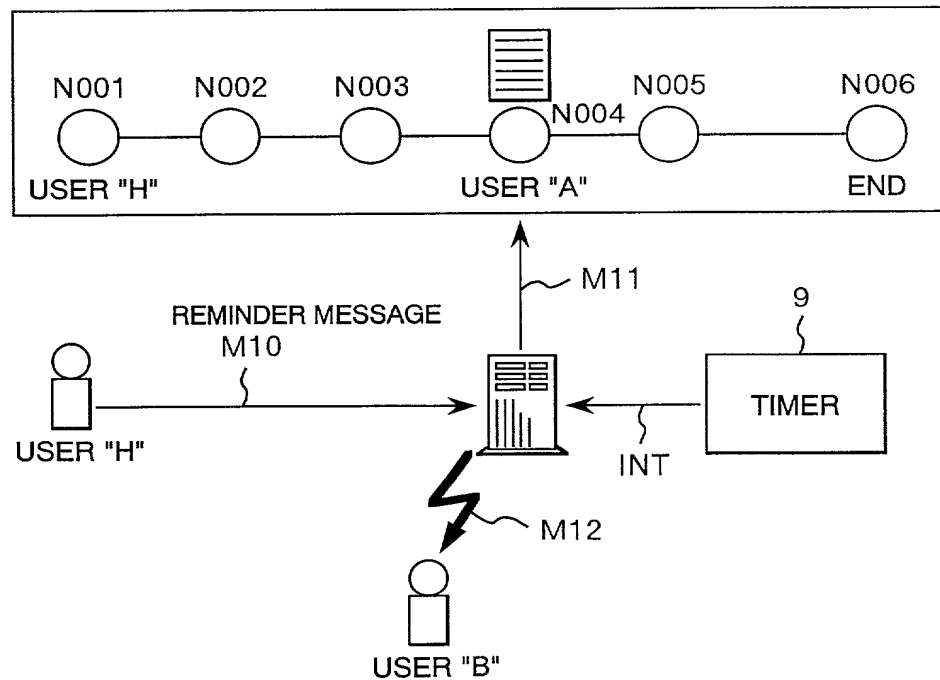 N001
N002
N003
N004
N005
N006
USER "H"
USER "A"
END
M11
REMINDER MESSAGE
M10
9
TIMER
USER "H"
INT
M12
USER "B"